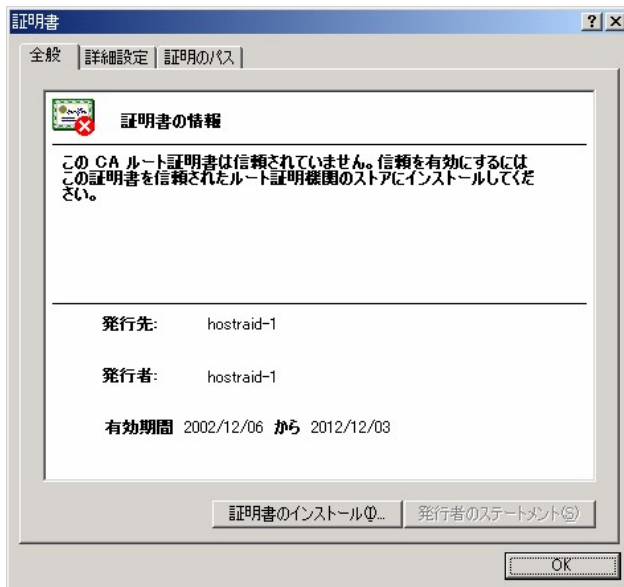 証明書
全般
詳細設定
証明のパス
証明書の情報
この CA ルート証明書は信頼されていません。信頼を有効にするには
この証明書を信頼されたルート証明機関のストアにインストールしてくだ
さい。
発行先: hostraid-1
発行者: hostraid-1
有効期間 2002/12/06 から 2012/12/03
証明書のインストール(I)...
発行者のステートメント(S)
OK